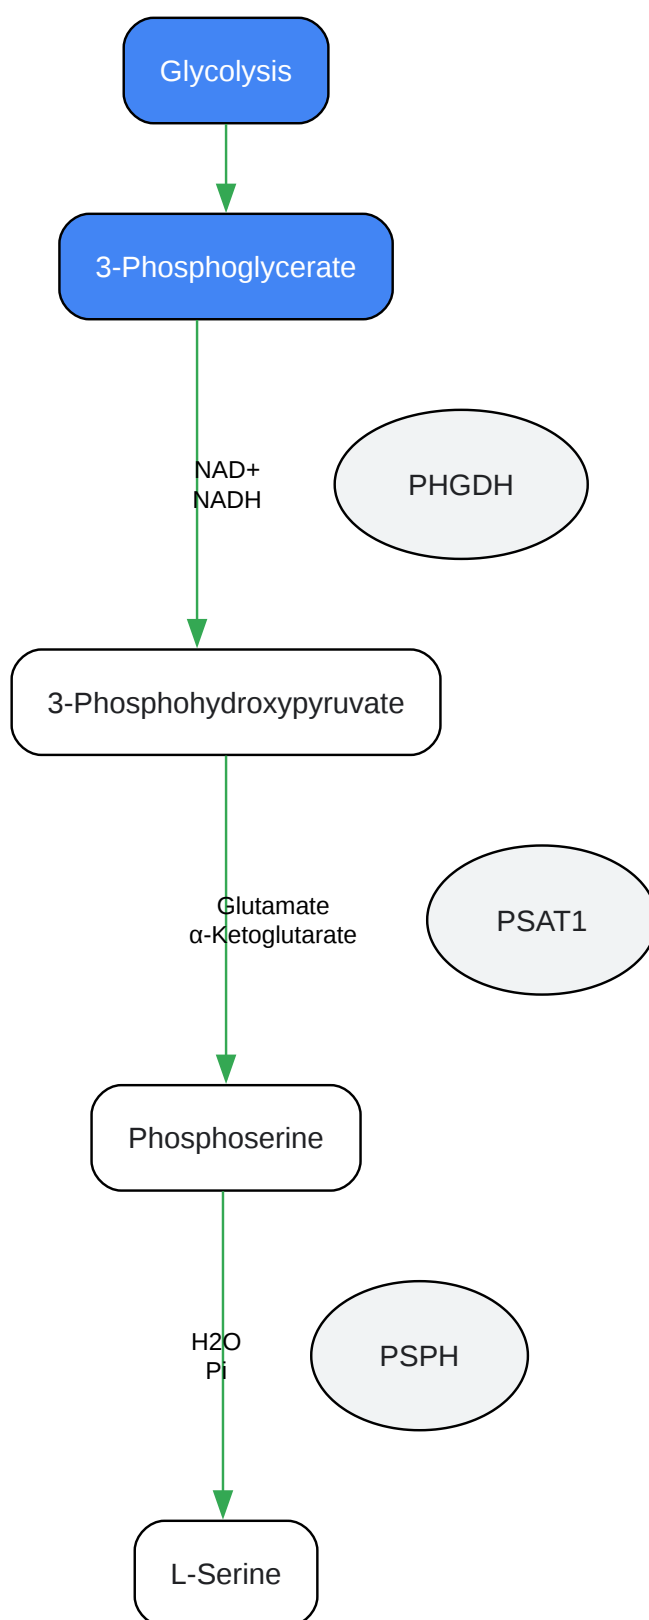 Glycolysis
3-Phosphoglycerate
NAD+
NADH
PHGDH
3-Phosphohydroxypyruvate
Glutamate
α-Ketoglutarate
PSAT1
Phosphoserine
H2O
Pi
PSPH
L-Serine